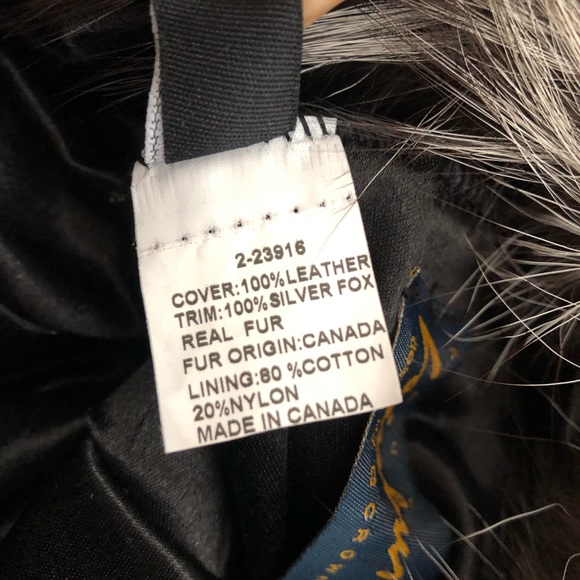 2-23916
COVER:100%LEATHER
TRIM:100%SILVER FOX
REAL FUR
FUR ORIGIN:CANADA
LINING:80 %COTTON
20%NYLON
MADE IN CANADA